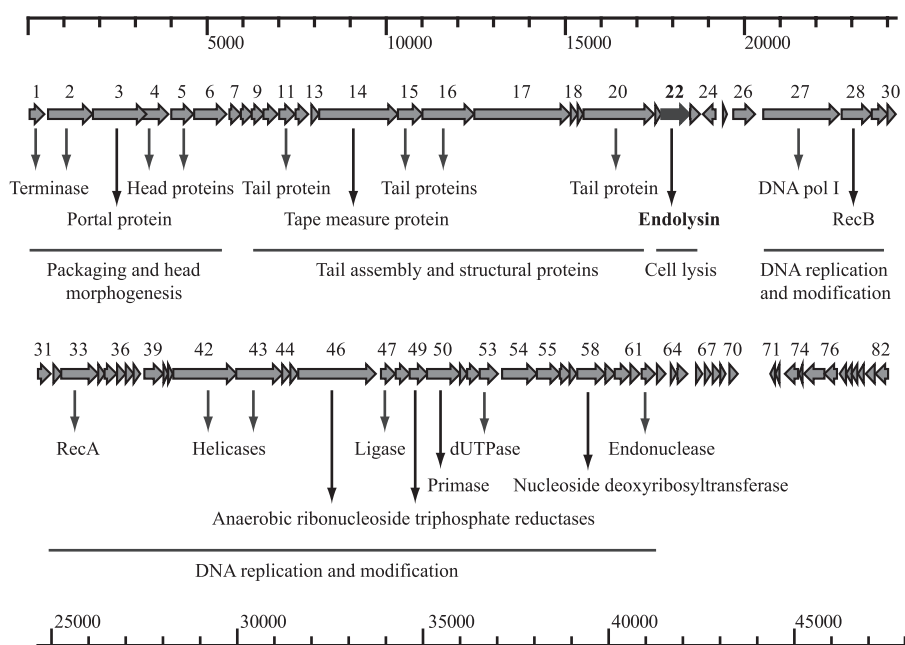 5000 10000 15000 20000
1 2 3 4 5 6 7 9 11 13 14 15 16 17 18 20 22 24 26 27 28 30
Terminase Head proteins Tail protein Tail proteins Tail protein DNA pol I
Portal protein Tape measure protein Endolysin RecB
Packaging and head Tail assembly and structural proteins Cell lysis DNA replication
morphogenesis and modification
31 33 36 39 42 43 44 46 47 49 50 53 54 55 58 61 64 67 70 71 74 76 82
RecA Helicases Ligase dUTPase Endonuclease
Primase Nucleoside deoxyribosyltransferase
Anaerobic ribonucleoside triphosphate reductases
DNA replication and modification
25000 30000 35000 40000 45000